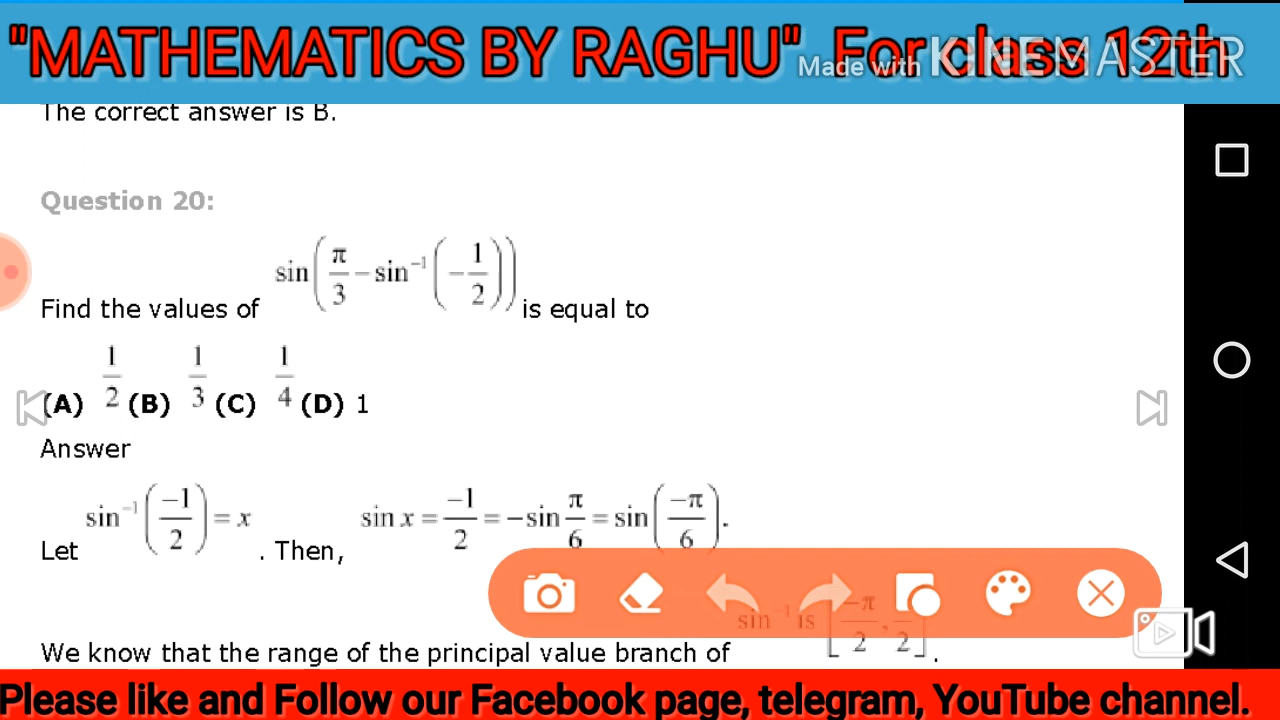 "MATHEMATICS BY RAGHU" For class 12th
Made with KINEMASTER
The correct answer is B.
Question 20:
Find the values of sin(π/3 − sin⁻¹(−1/2)) is equal to
(A) 1/2 (B) 1/3 (C) 1/4 (D) 1
Answer
Let sin⁻¹(−1/2) = x. Then, sin x = −1/2 = −sin π/6 = sin(−π/6).
We know that the range of the principal value branch of sin⁻¹ is [−π/2, π/2].
Please like and Follow our Facebook page, telegram, YouTube channel.